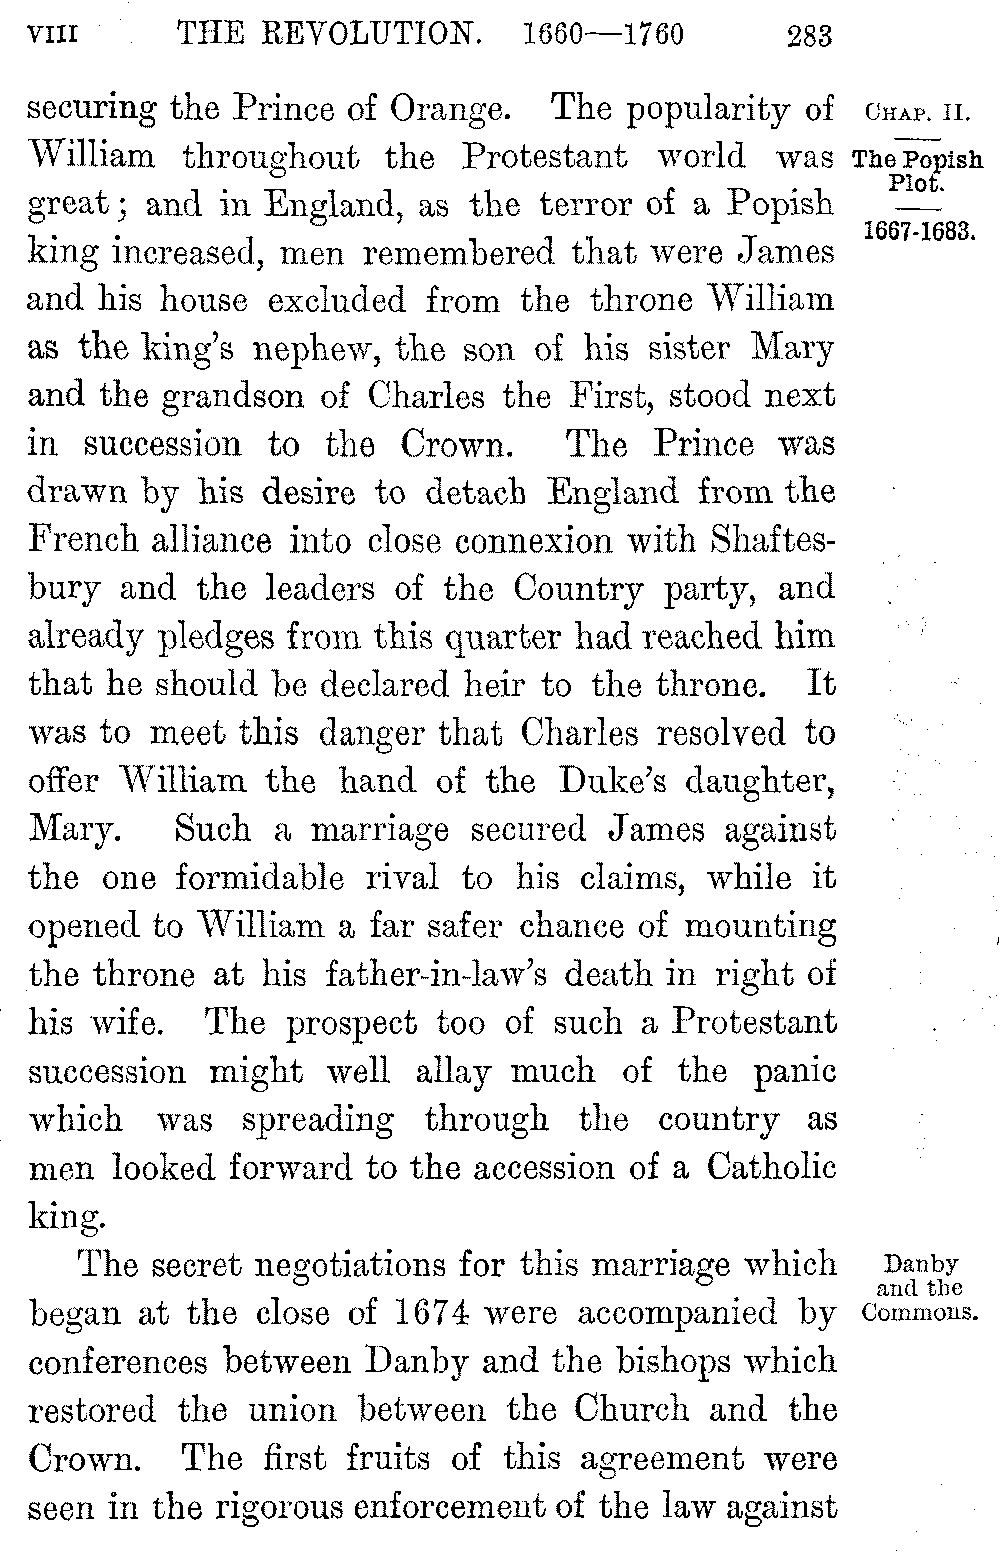 VIII THE REVOLUTION. 1660—1760 283
securing the Prince of Orange. The popularity of
William throughout the Protestant world was
great; and in England, as the terror of a Popish
king increased, men remembered that were James
and his house excluded from the throne William
as the king's nephew, the son of his sister Mary
and the grandson of Charles the First, stood next
in succession to the Crown. The Prince was
drawn by his desire to detach England from the
French alliance into close connexion with Shaftes-
bury and the leaders of the Country party, and
already pledges from this quarter had reached him
that he should be declared heir to the throne. It
was to meet this danger that Charles resolved to
offer William the hand of the Duke's daughter,
Mary. Such a marriage secured James against
the one formidable rival to his claims, while it
opened to William a far safer chance of mounting
the throne at his father-in-law's death in right of
his wife. The prospect too of such a Protestant
succession might well allay much of the panic
which was spreading through the country as
men looked forward to the accession of a Catholic
king.
The secret negotiations for this marriage which
began at the close of 1674 were accompanied by
conferences between Danby and the bishops which
restored the union between the Church and the
Crown. The first fruits of this agreement were
seen in the rigorous enforcement of the law against
CHAP. II.
The Popish
Plot.
1667-1683.
Danby
and the
Commons.